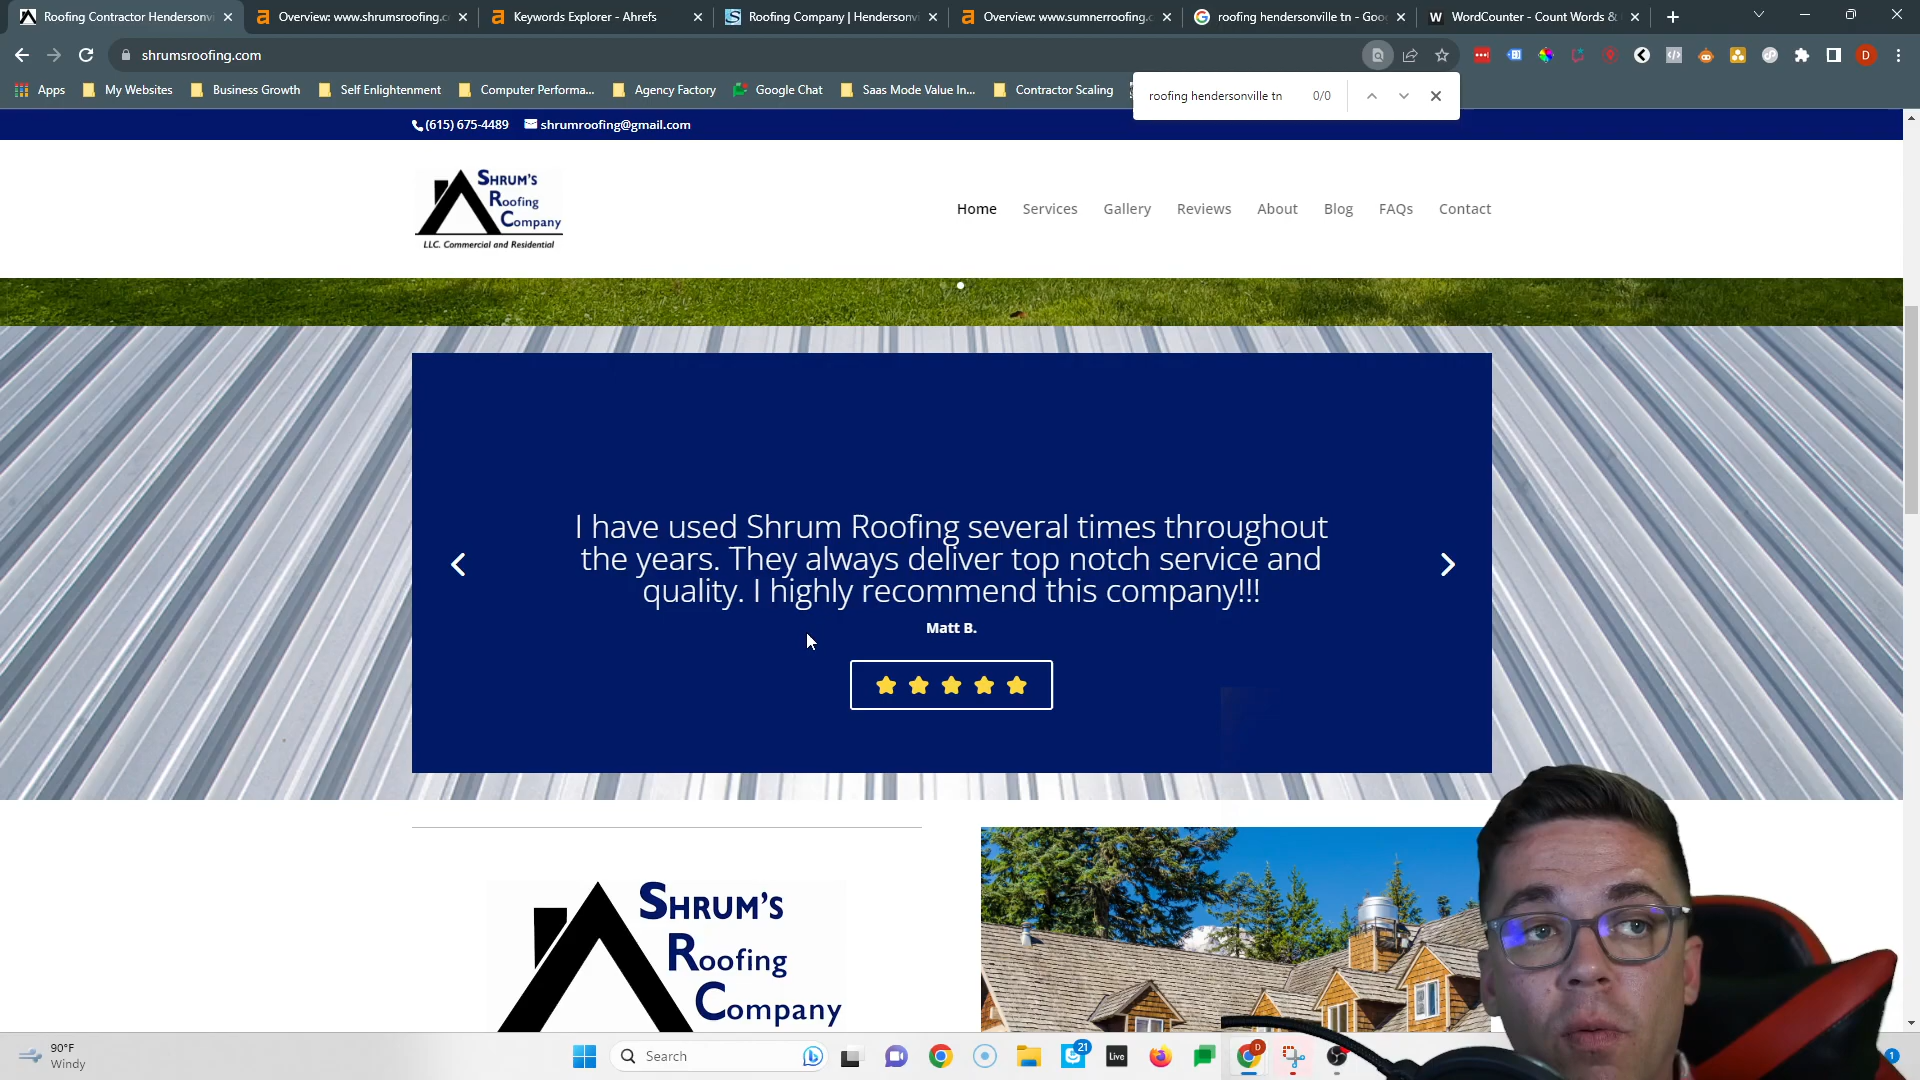 Roofing Contractor Hendersonvi
Overview: www.shrumsroofing.c
Keywords Explorer - Ahrefs
Roofing Company | Hendersonvi
Overview: www.sumnerroofing.c
roofing hendersonville tn - Goo
WordCounter - Count Words &
shrumsroofing.com
Apps
My Websites
Business Growth
Self Enlightenment
Computer Performa...
Agency Factory
Google Chat
Saas Mode Value In...
Contractor Scaling
roofing hendersonville tn 0/0
(615) 675-4489
shrumroofing@gmail.com
SHRUM'S
Roofing
Company
LLC. Commercial and Residential
Home
Services
Gallery
Reviews
About
Blog
FAQs
Contact
I have used Shrum Roofing several times throughout
the years. They always deliver top notch service and
quality. I highly recommend this company!!!
Matt B.
SHRUM'S
Roofing
Company
90°F
Windy
Search
Live
21
D
D
1